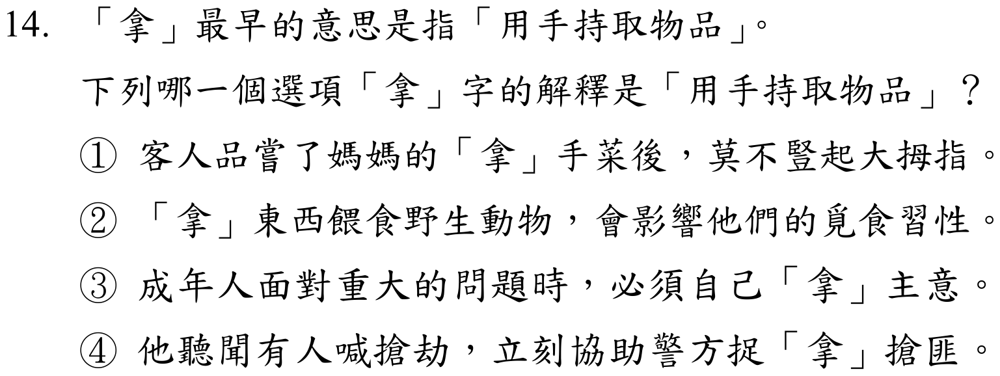 14. 「拿」最早的意思是指「用手持取物品」。
下列哪一個選項「拿」字的解釋是「用手持取物品」？
① 客人品嘗了媽媽的「拿」手菜後，莫不豎起大拇指。
② 「拿」東西餵食野生動物，會影響他們的覓食習性。
③ 成年人面對重大的問題時，必須自己「拿」主意。
④ 他聽聞有人喊搶劫，立刻協助警方捉「拿」搶匪。